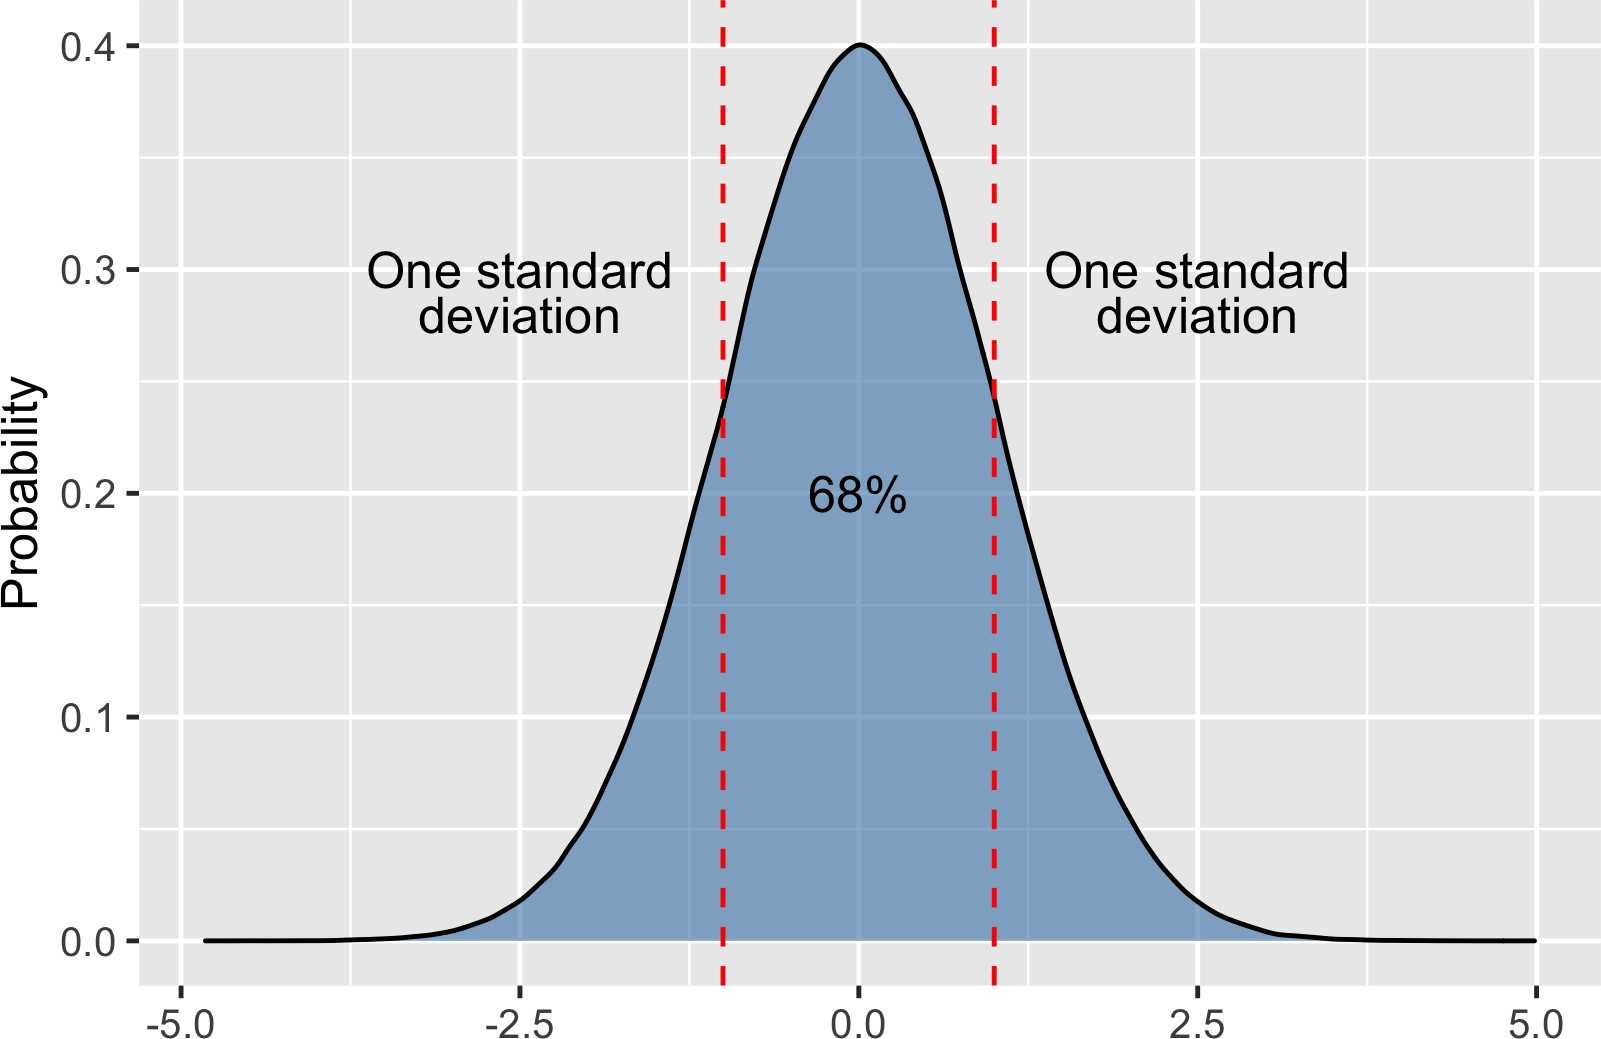 0.4
One standard
deviation
One standard
deviation
0.3
Probability
68%
0.2
0.1
0.0
-5.0
-2.5
0.0
2.5
5.0